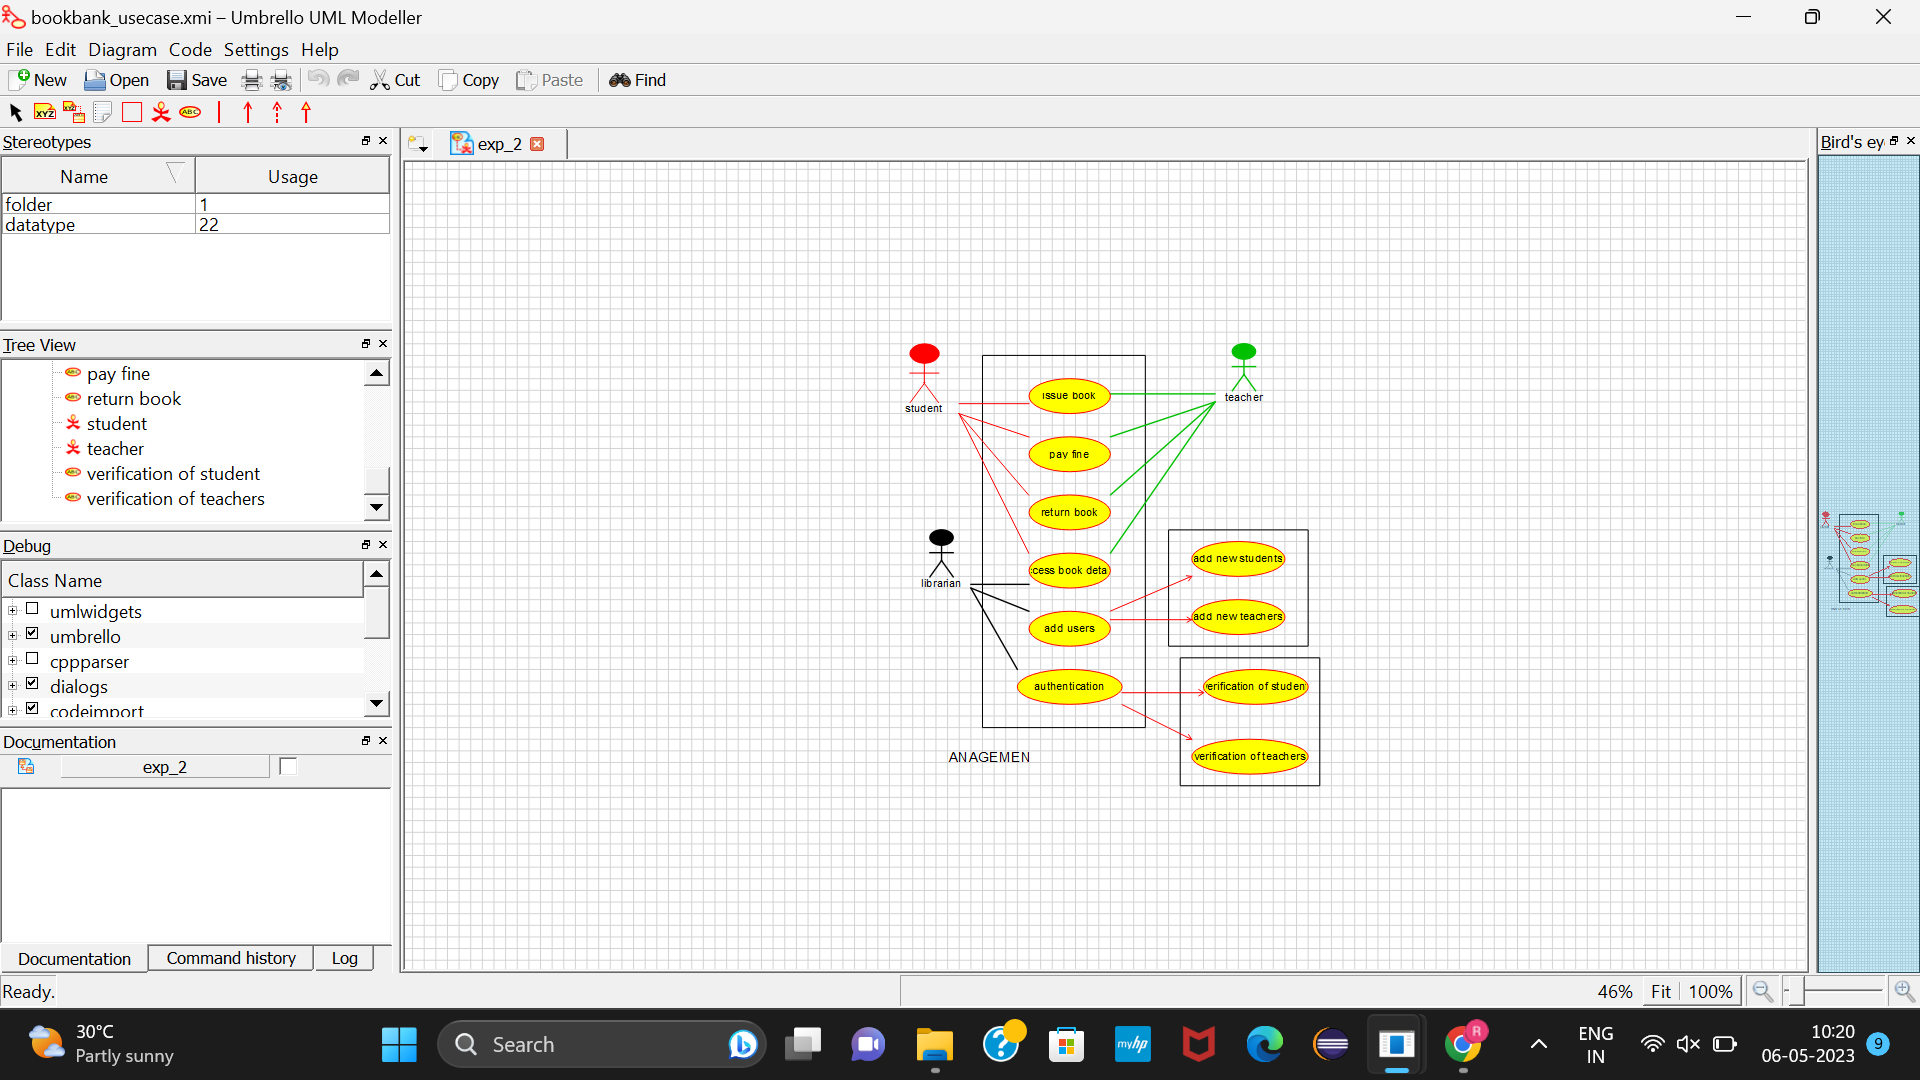 bookbank_usecase.xmi – Umbrello UML Modeller
File Edit Diagram Code Settings Help
New Open Save Cut Copy Paste Find
XYZ ABC
Stereotypes
Name Usage
folder 1
datatype 22
Tree View
pay fine
return book
student
teacher
verification of student
verification of teachers
Debug
Class Name
umlwidgets
umbrello
cppparser
dialogs
codeimport
Documentation
exp_2
Documentation Command history Log
Ready.
exp_2
student
teacher
librarian
issue book
pay fine
return book
cess book deta
add users
authentication
add new students
add new teachers
verification of studen
verification of teachers
ANAGEMEN
Bird's ey
46% Fit 100%
30°C
Partly sunny
Search
myhp
R
ENG
IN
10:20
06-05-2023
9